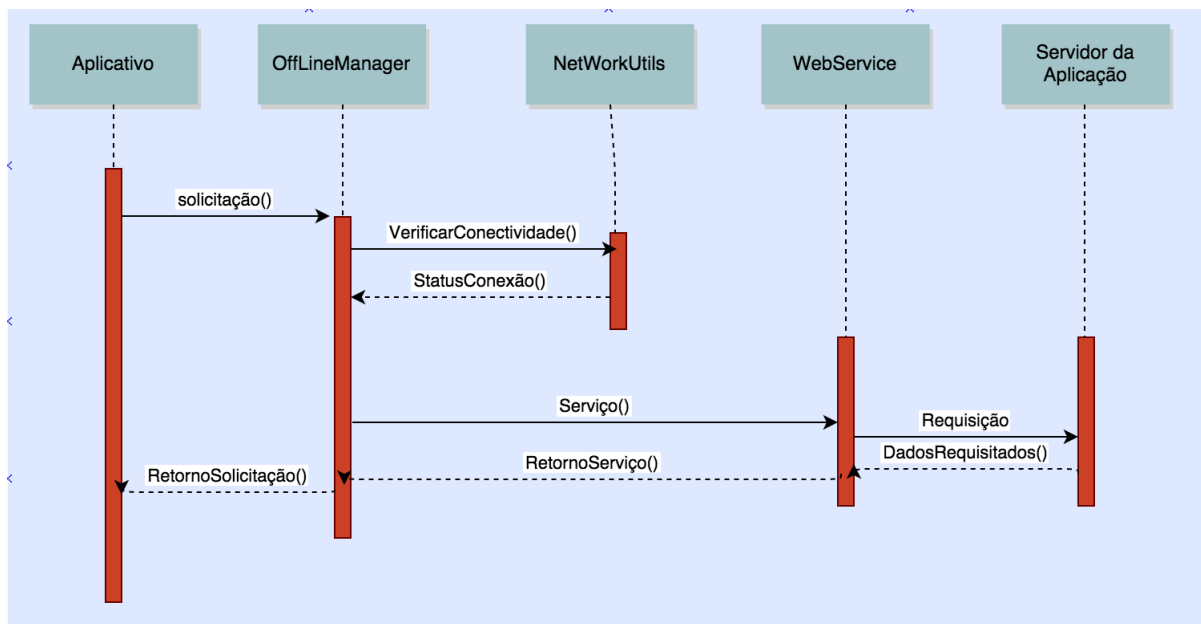 Aplicativo
OffLineManager
NetWorkUtils
WebService
Servidor da
Aplicação
solicitação()
VerificarConectividade()
StatusConexão()
Serviço()
Requisição
DadosRequisitados()
RetornoServiço()
RetornoSolicitação()